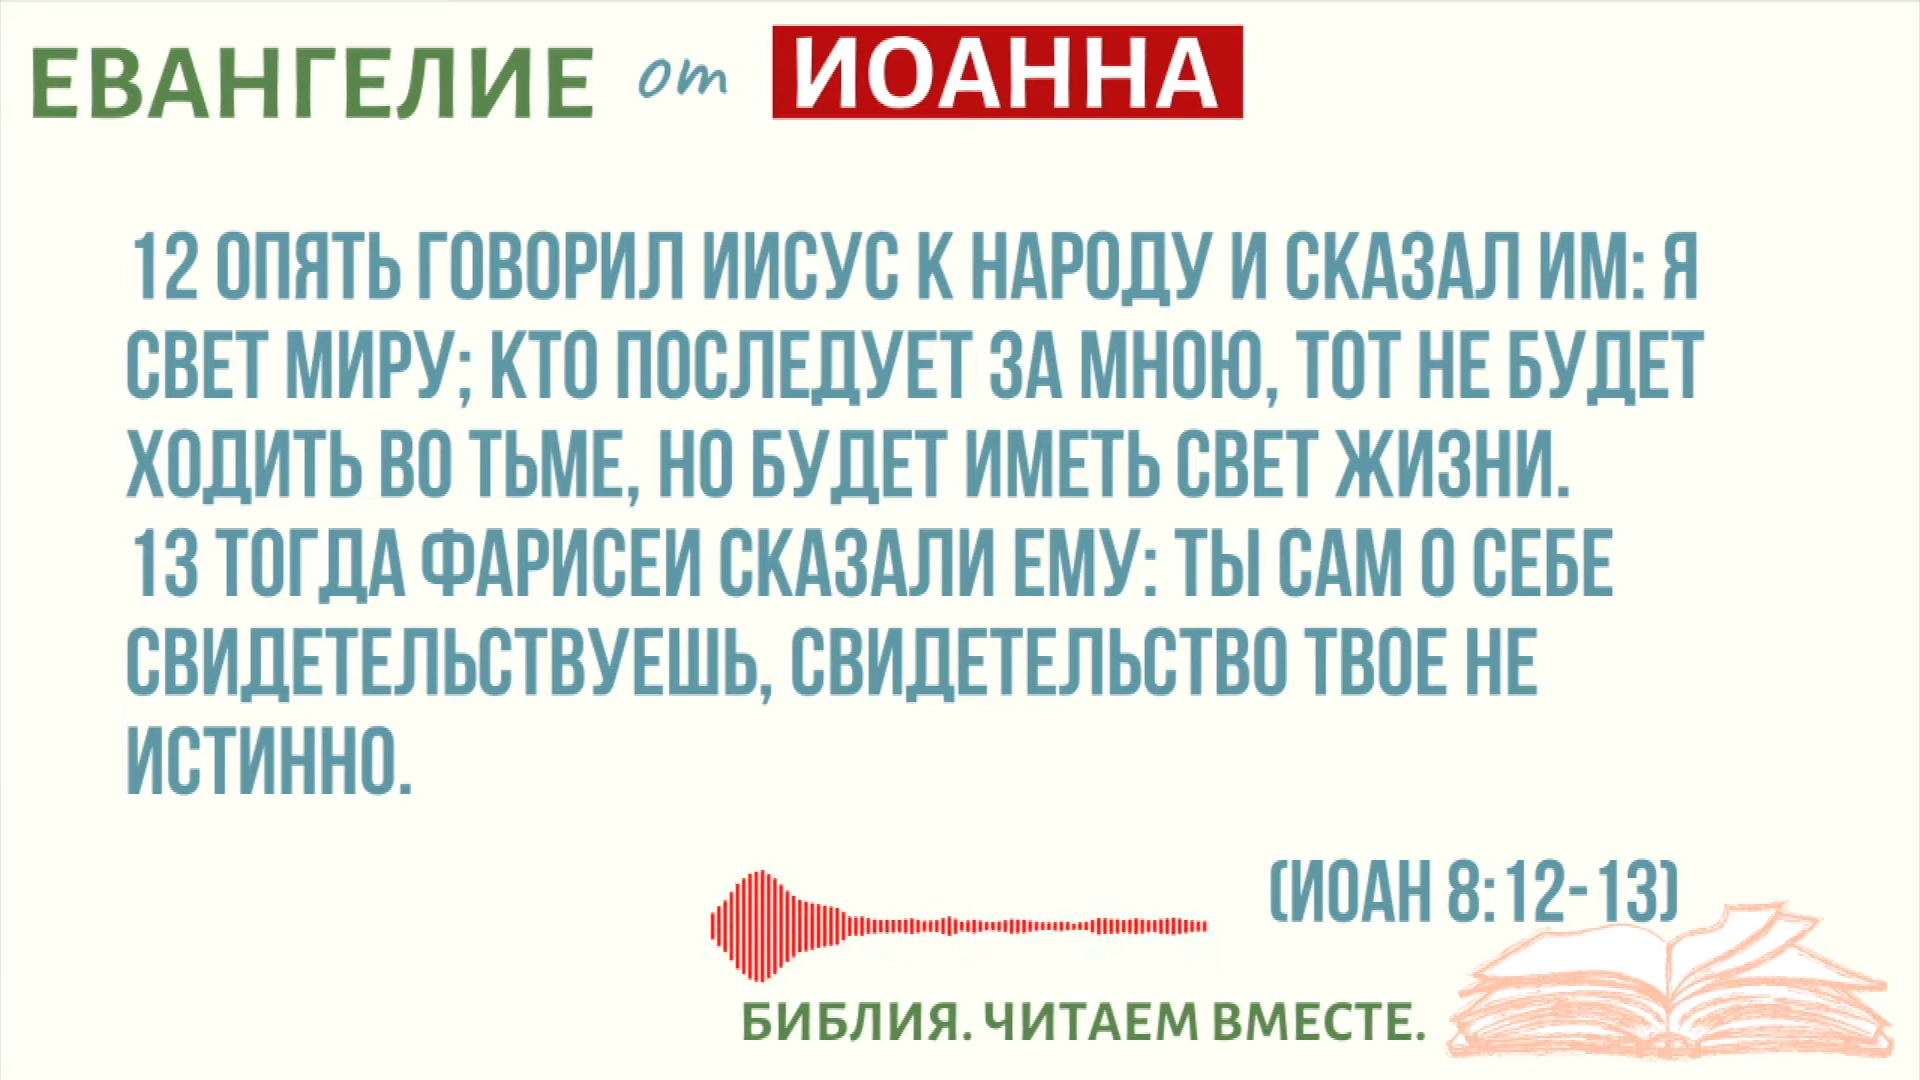 ЕВАНГЕЛИЕ от ИОАННА
12 ОПЯТЬ ГОВОРИЛ ИИСУС К НАРОДУ И СКАЗАЛ ИМ: Я
СВЕТ МИРУ; КТО ПОСЛЕДУЕТ ЗА МНОЮ, ТОТ НЕ БУДЕТ
ХОДИТЬ ВО ТЬМЕ, НО БУДЕТ ИМЕТЬ СВЕТ ЖИЗНИ.
13 ТОГДА ФАРИСЕИ СКАЗАЛИ ЕМУ: ТЫ САМ О СЕБЕ
СВИДЕТЕЛЬСТВУЕШЬ, СВИДЕТЕЛЬСТВО ТВОЕ НЕ
ИСТИННО.
(ИОАН 8:12-13)
БИБЛИЯ. ЧИТАЕМ ВМЕСТЕ.